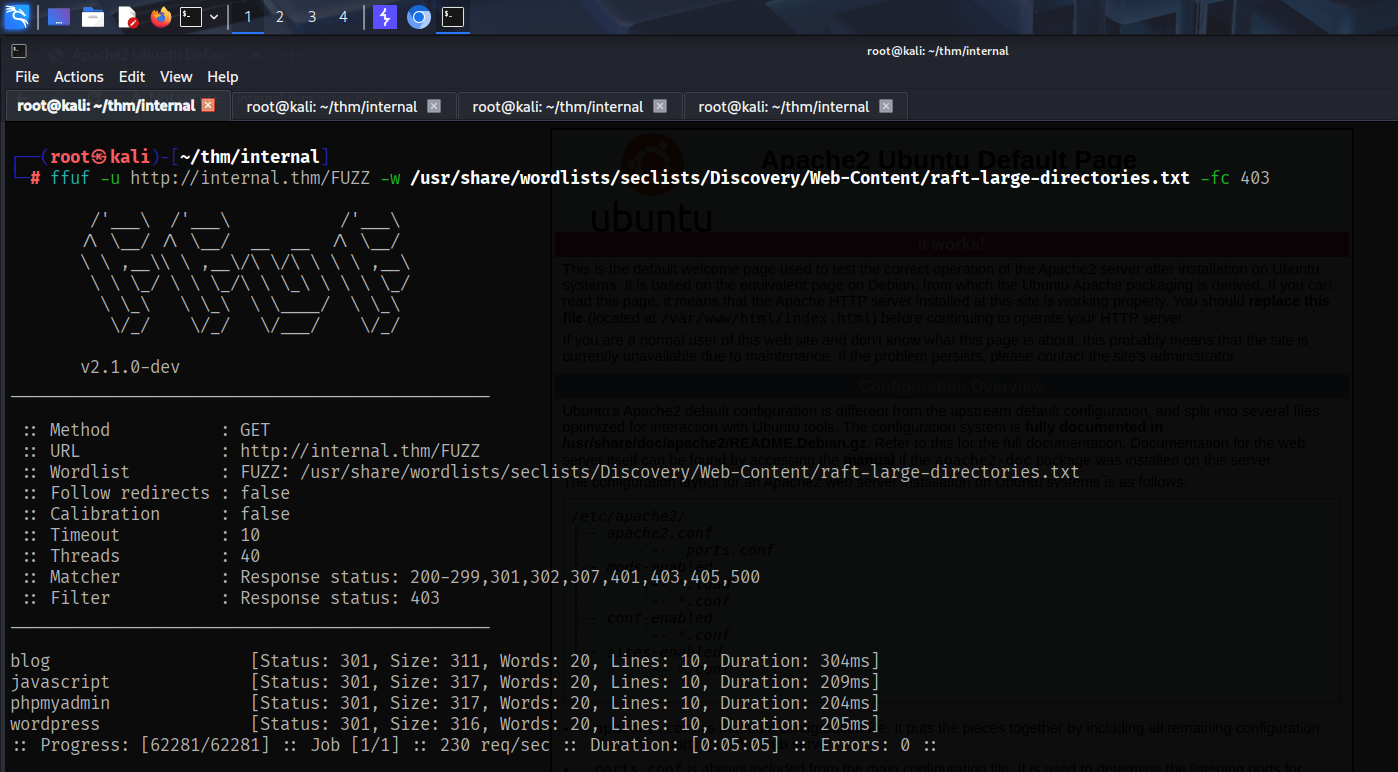 1 2 3 4
Apache2 Ubuntu Defau
root@kali: ~/thm/internal
File Actions Edit View Help
root@kali: ~/thm/internal root@kali: ~/thm/internal root@kali: ~/thm/internal root@kali: ~/thm/internal
┌──(root㉿kali)-[~/thm/internal]
└─# ffuf -u http://internal.thm/FUZZ -w /usr/share/wordlists/seclists/Discovery/Web-Content/raft-large-directories.txt -fc 403
v2.1.0-dev
:: Method : GET
:: URL : http://internal.thm/FUZZ
:: Wordlist : FUZZ: /usr/share/wordlists/seclists/Discovery/Web-Content/raft-large-directories.txt
:: Follow redirects : false
:: Calibration : false
:: Timeout : 10
:: Threads : 40
:: Matcher : Response status: 200-299,301,302,307,401,403,405,500
:: Filter : Response status: 403
blog [Status: 301, Size: 311, Words: 20, Lines: 10, Duration: 304ms]
javascript [Status: 301, Size: 317, Words: 20, Lines: 10, Duration: 209ms]
phpmyadmin [Status: 301, Size: 317, Words: 20, Lines: 10, Duration: 204ms]
wordpress [Status: 301, Size: 316, Words: 20, Lines: 10, Duration: 205ms]
:: Progress: [62281/62281] :: Job [1/1] :: 230 req/sec :: Duration: [0:05:05] :: Errors: 0 ::
Apache2 Ubuntu Default Page
ubuntu
It works!
This is the default welcome page used to test the correct operation of the Apache2 server after installation on Ubuntu
systems. It is based on the equivalent page on Debian, from which the Ubuntu Apache packaging is derived. If you can
read this page, it means that the Apache HTTP server installed at this site is working properly. You should replace this
file (located at /var/www/html/index.html) before continuing to operate your HTTP server.
If you are a normal user of this web site and don't know what this page is about, this probably means that the site is
currently unavailable due to maintenance. If the problem persists, please contact the site's administrator.
Configuration Overview
Ubuntu's Apache2 default configuration is different from the upstream default configuration, and split into several files
optimized for interaction with Ubuntu tools. The configuration system is fully documented in
/usr/share/doc/apache2/README.Debian.gz. Refer to this for the full documentation. Documentation for the web
server itself can be found by accessing the manual if the apache2-doc package was installed on this server.
The configuration layout for an Apache2 web server installation on Ubuntu systems is as follows:
/etc/apache2/
|-- apache2.conf
| `-- ports.conf
|-- mods-enabled
`-- *.conf
|-- conf-enabled
| `-- *.conf
|-- sites-enabled
It puts the pieces together by including all remaining configuration
ports.conf is always included from the main configuration file. It is used to determine the listening ports for